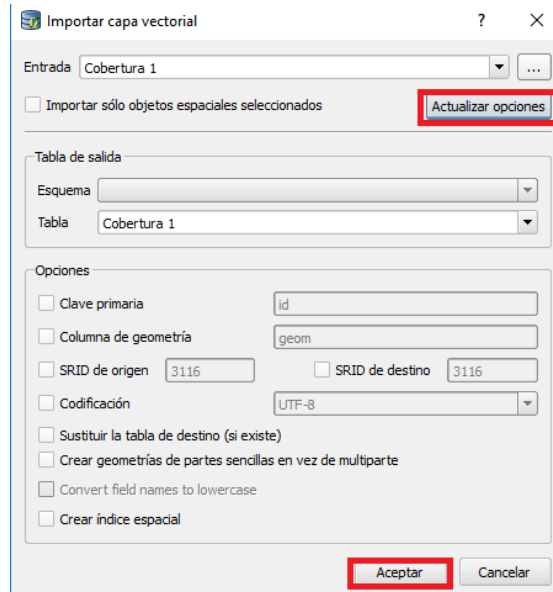 Importar capa vectorial ? X
Entrada Cobertura 1 ...
Importar sólo objetos espaciales seleccionados Actualizar opciones
Tabla de salida
Esquema
Tabla Cobertura 1
Opciones
Clave primaria id
Columna de geometría geom
SRID de origen 3116 SRID de destino 3116
Codificación UTF-8
Sustituir la tabla de destino (si existe)
Crear geometrías de partes sencillas en vez de multiparte
Convert field names to lowercase
Crear índice espacial
Aceptar Cancelar